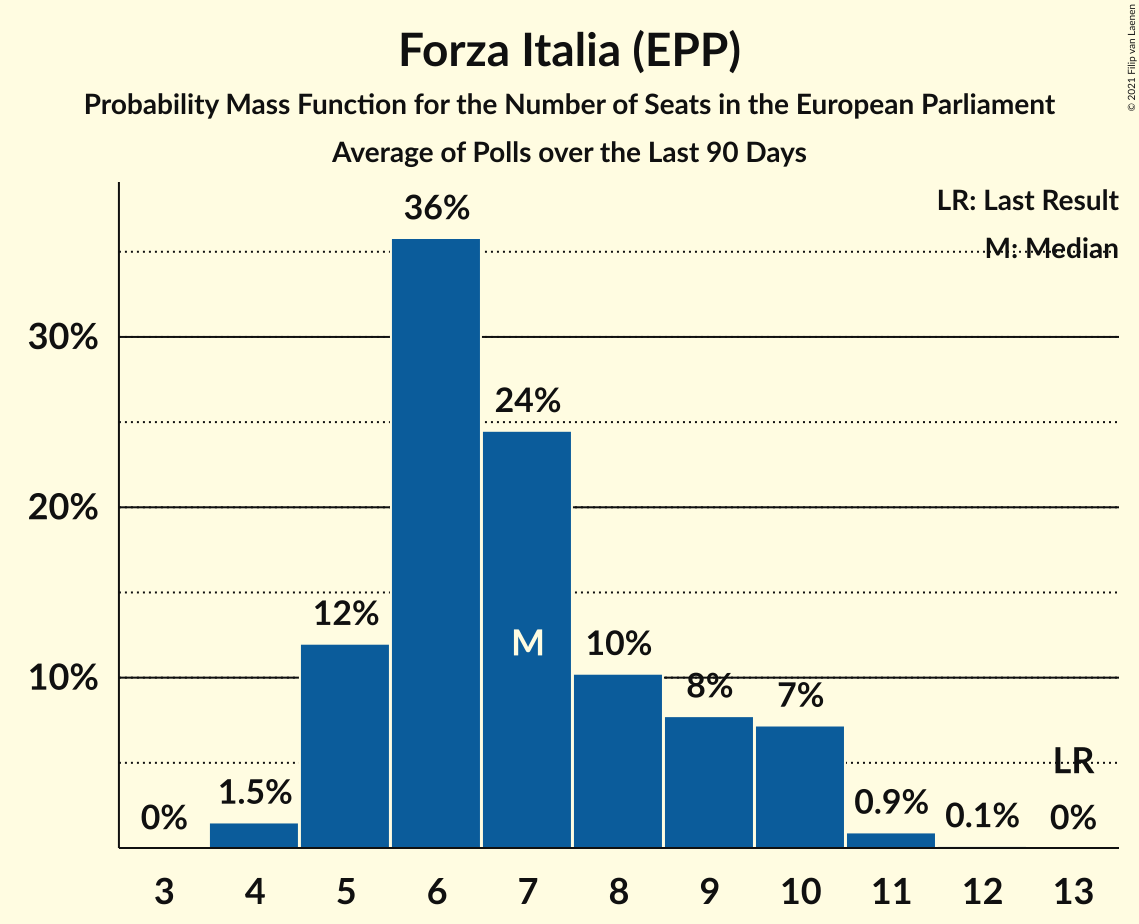 Forza Italia (EPP)
Probability Mass Function for the Number of Seats in the European Parliament
Average of Polls over the Last 90 Days
© 2021 Filip van Laenen
LR: Last Result
M: Median
36%
30%
24%
20%
12%
M
10%
10%
8%
7%
LR
0%
1.5%
0.9%
0.1%
0%
3 4 5 6 7 8 9 10 11 12 13